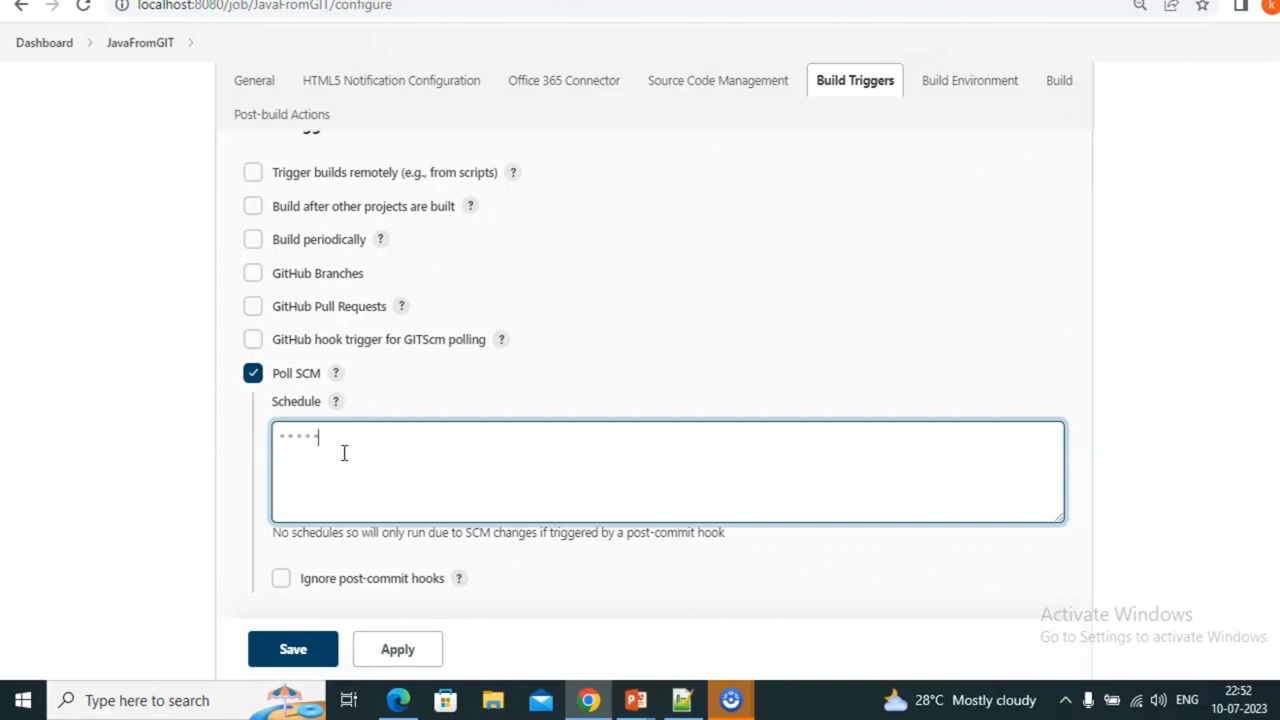 localhost:8080/job/JavaFromGIT/configure
k
Dashboard > JavaFromGIT >
General HTML5 Notification Configuration Office 365 Connector Source Code Management Build Triggers Build Environment Build
Post-build Actions
Trigger builds remotely (e.g., from scripts) ?
Build after other projects are built ?
Build periodically ?
GitHub Branches
GitHub Pull Requests ?
GitHub hook trigger for GITScm polling ?
Poll SCM ?
Schedule ?
* * * * *
No schedules so will only run due to SCM changes if triggered by a post-commit hook
Ignore post-commit hooks ?
Activate Windows
Go to Settings to activate Windows.
Save Apply
Type here to search 28°C Mostly cloudy ENG 22:52
10-07-2023